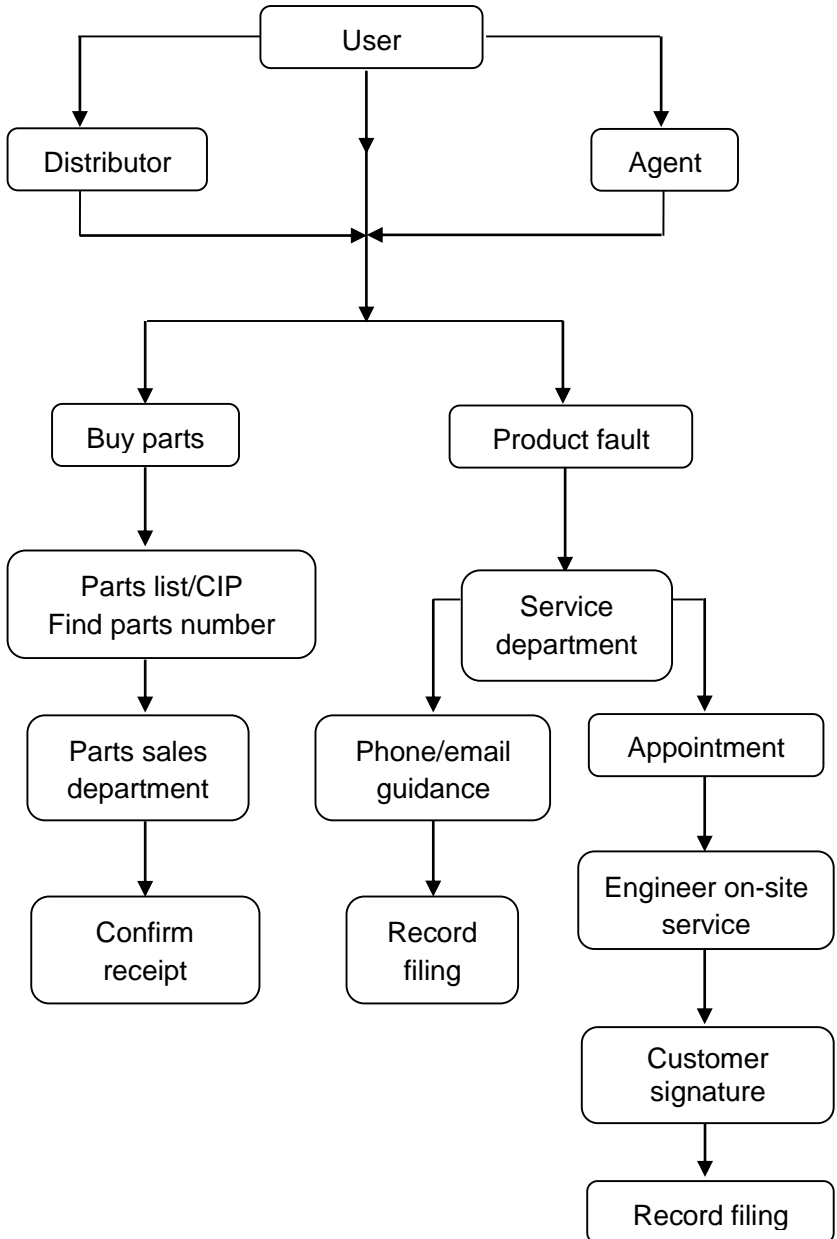 User
Distributor
Agent
Buy parts
Product fault
Parts list/CIP
Find parts number
Service
department
Parts sales
department
Phone/email
guidance
Appointment
Engineer on-site
service
Confirm
receipt
Record
filing
Customer
signature
Record filing